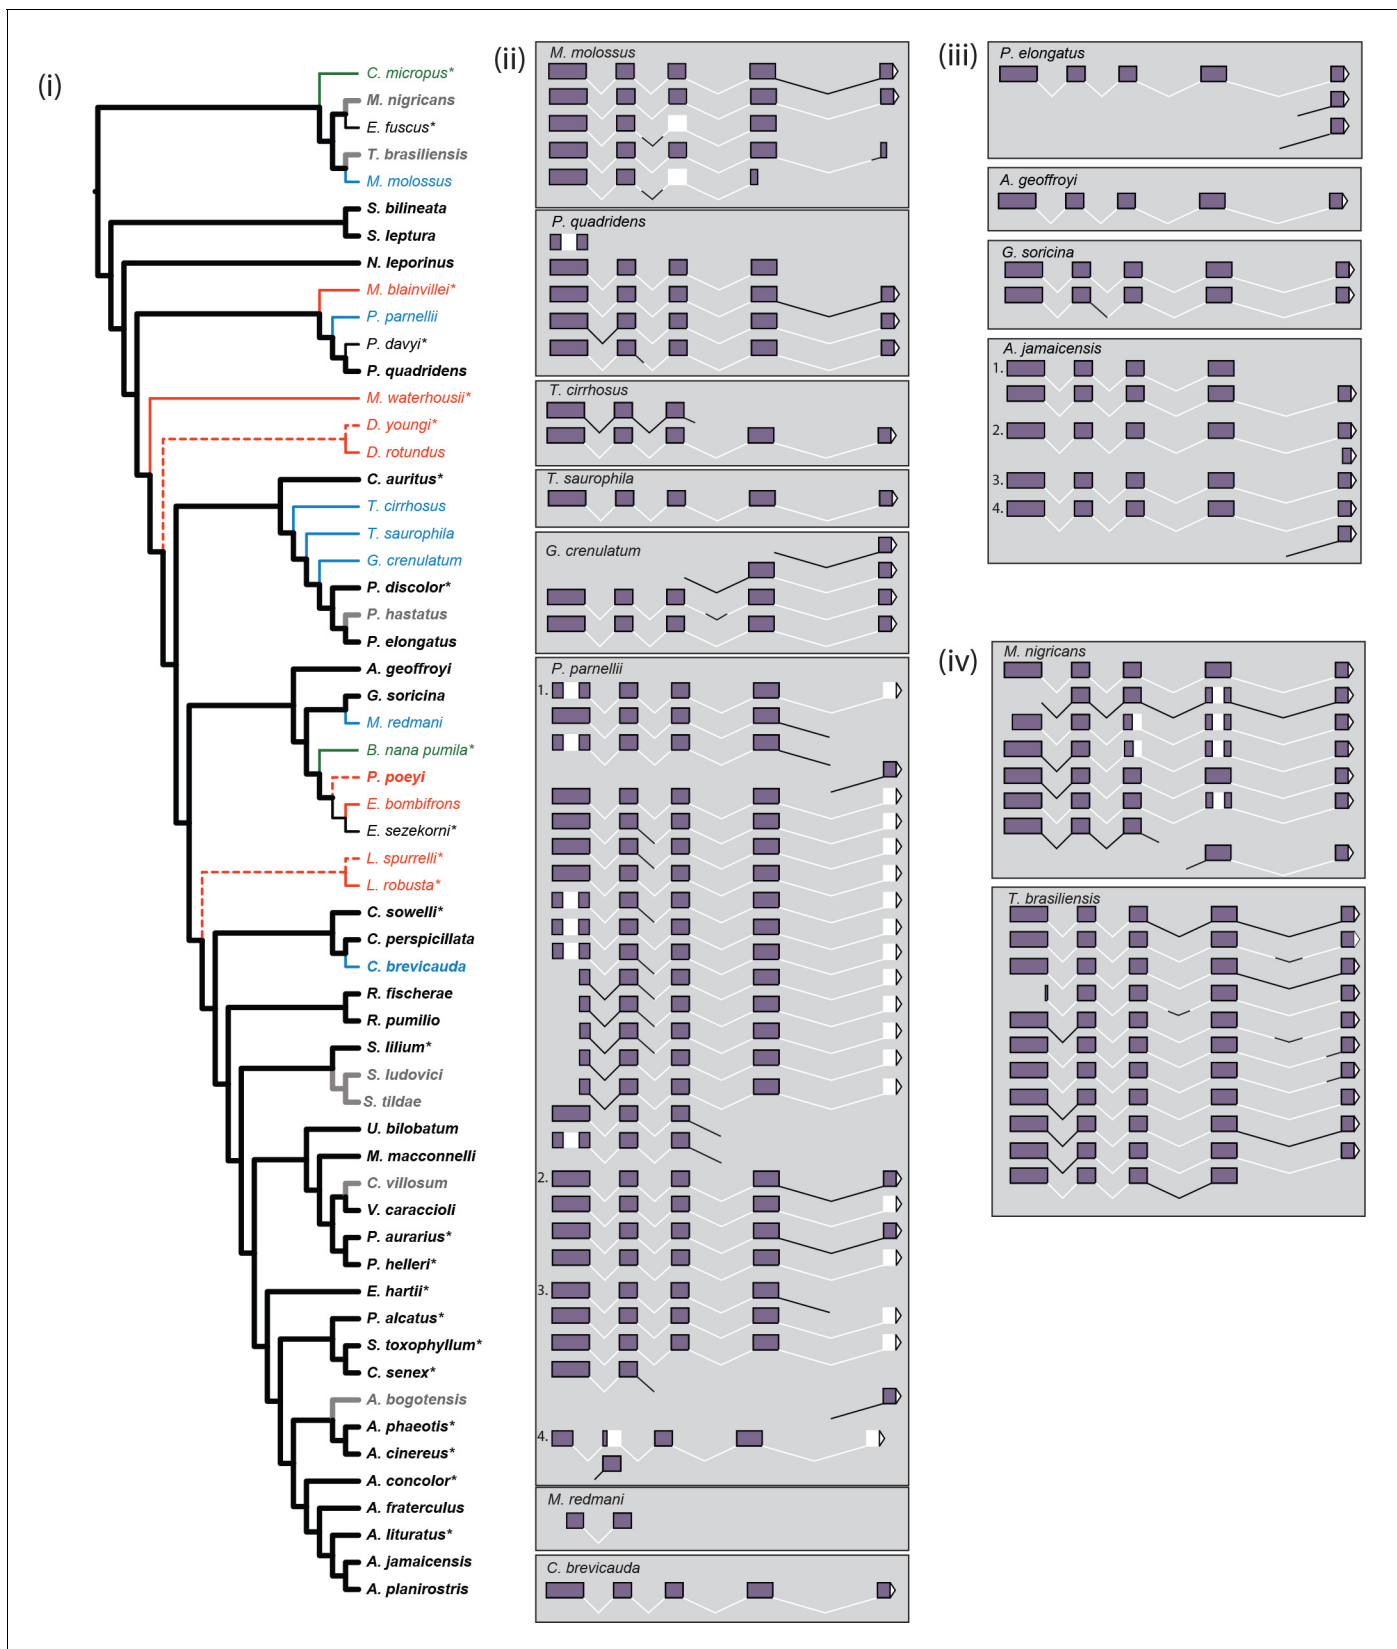 (i)
C. micropus*
M. nigricans
E. fuscus*
T. brasiliensis
M. molossus
S. bilineata
S. leptura
N. leporinus
M. blainvillei*
P. parnellii
P. davyi*
P. quadridens
M. waterhousii*
D. youngi*
D. rotundus
C. auritus*
T. cirrhosus
T. saurophila
G. crenulatum
P. discolor*
P. hastatus
P. elongatus
A. geoffroyi
G. soricina
M. redmani
B. nana pumila*
P. poeyi
E. bombifrons
E. sezekorni*
L. spurrelli*
L. robusta*
C. sowelli*
C. perspicillata
C. brevicauda
R. fischerae
R. pumilio
S. lilium*
S. ludovici
S. tildae
U. bilobatum
M. macconnelli
C. villosum
V. caraccioli
P. aurarius*
P. helleri*
E. hartii*
P. alcatus*
S. toxophyllum*
C. senex*
A. bogotensis
A. phaeotis*
A. cinereus*
A. concolor*
A. fraterculus
A. lituratus*
A. jamaicensis
A. planirostris
(ii)
M. molossus
P. quadridens
T. cirrhosus
T. saurophila
G. crenulatum
P. parnellii
1.
2.
3.
4.
M. redmani
C. brevicauda
(iii)
P. elongatus
A. geoffroyi
G. soricina
A. jamaicensis
1.
2.
3.
4.
(iv)
M. nigricans
T. brasiliensis